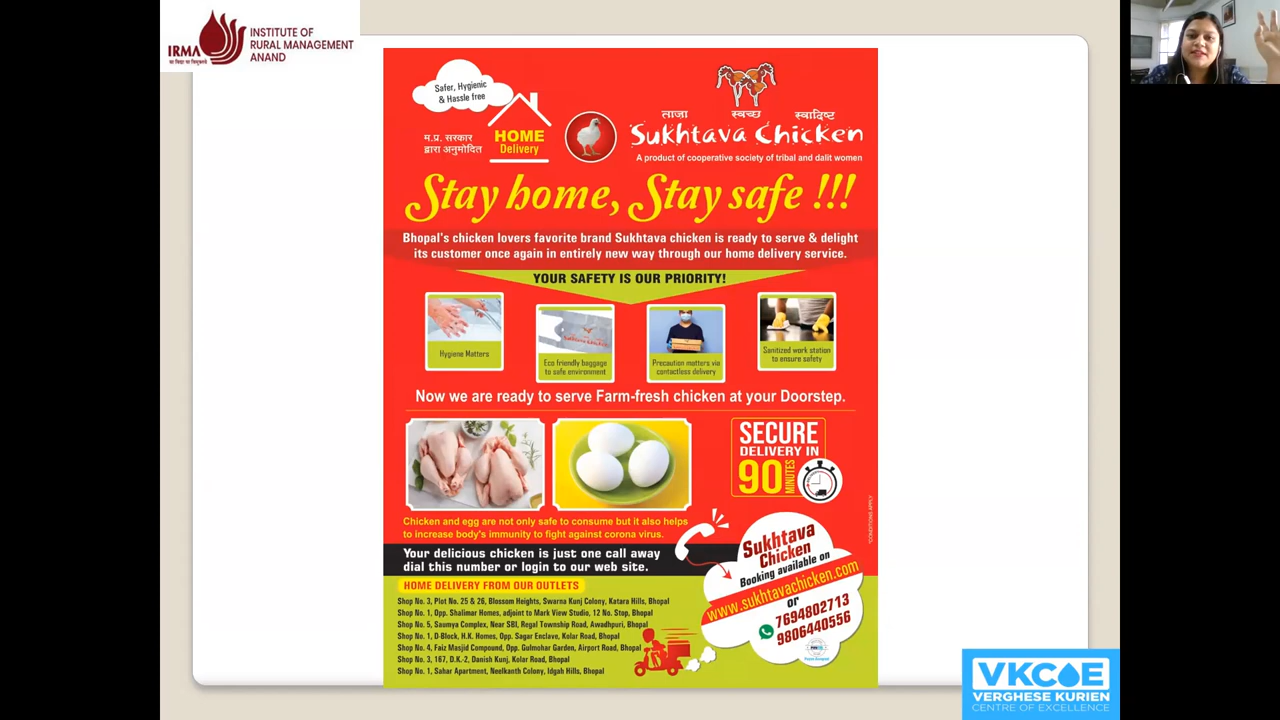 IRMA
INSTITUTE OF
RURAL MANAGEMENT
ANAND
Safer, Hygienic
& Hassle free
म.प्र. सरकार
द्वारा अनुमोदित
HOME
Delivery
ताजा स्वच्छ स्वादिष्ट
Sukhtava Chicken
A product of cooperative society of tribal and dalit women
Stay home, Stay safe !!!
Bhopal's chicken lovers favorite brand Sukhtava chicken is ready to serve & delight
its customer once again in entirely new way through our home delivery service.
YOUR SAFETY IS OUR PRIORITY!
Hygiene Matters
Eco friendly baggage
to safe environment
Precaution matters via
contactless delivery
Sanitized work station
to ensure safety
Now we are ready to serve Farm-fresh chicken at your Doorstep.
SECURE
DELIVERY IN
90 MINUTES
*CONDITIONS APPLY
Chicken and egg are not only safe to consume but it also helps
to increase body's immunity to fight against corona virus.
Your delicious chicken is just one call away
dial this number or login to our web site.
HOME DELIVERY FROM OUR OUTLETS
Shop No. 3, Plot No. 25 & 26, Blossom Heights, Swarna Kunj Colony, Katara Hills, Bhopal
Shop No. 1, Opp. Shalimar Homes, adjoint to Mark View Studio, 12 No. Stop, Bhopal
Shop No. 5, Saumya Complex, Near SBI, Regal Township Road, Awadhpuri, Bhopal
Shop No. 1, D-Block, H.K. Homes, Opp. Sagar Enclave, Kolar Road, Bhopal
Shop No. 4, Faiz Masjid Compound, Opp. Gulmohar Garden, Airport Road, Bhopal
Shop No. 3, 167, D.K.-2, Danish Kunj, Kolar Road, Bhopal
Shop No. 1, Sahar Apartment, Neelkanth Colony, Idgah Hills, Bhopal
Sukhtava
Chicken
Booking available on
www.sukhtavachicken.com
or
7694802713
9806440556
VKCOE
VERGHESE KURIEN
CENTRE OF EXCELLENCE